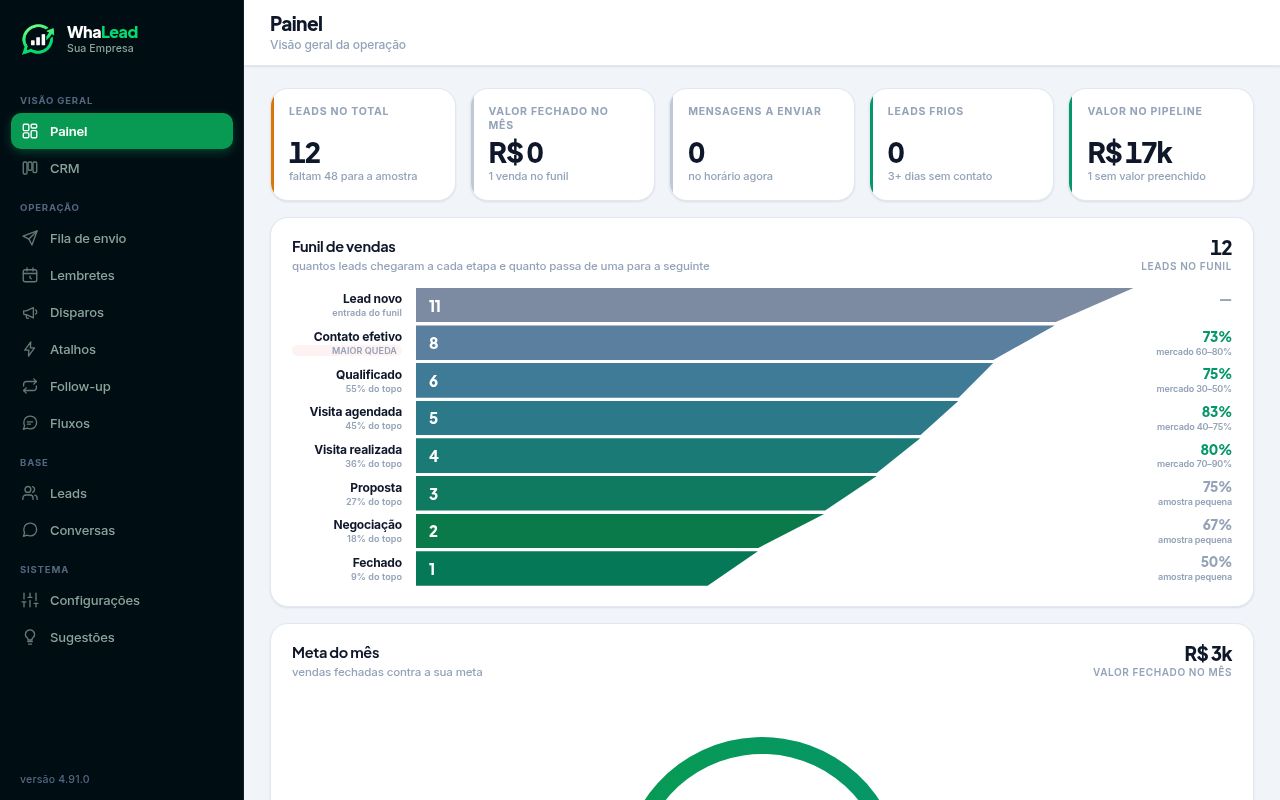 WhaLead
Sua Empresa
VISÃO GERAL
Painel
CRM
OPERAÇÃO
Fila de envio
Lembretes
Disparos
Atalhos
Follow-up
Fluxos
BASE
Leads
Conversas
SISTEMA
Configurações
Sugestões
versão 4.91.0
Painel
Visão geral da operação
LEADS NO TOTAL
12
faltam 48 para a amostra
VALOR FECHADO NO
MÊS
R$ 0
1 venda no funil
MENSAGENS A ENVIAR
0
no horário agora
LEADS FRIOS
0
3+ dias sem contato
VALOR NO PIPELINE
R$ 17k
1 sem valor preenchido
Funil de vendas
quantos leads chegaram a cada etapa e quanto passa de uma para a seguinte
12
LEADS NO FUNIL
Lead novo
entrada do funil
11
—
Contato efetivo
MAIOR QUEDA
8
73%
mercado 60–80%
Qualificado
55% do topo
6
75%
mercado 30–50%
Visita agendada
45% do topo
5
83%
mercado 40–75%
Visita realizada
36% do topo
4
80%
mercado 70–90%
Proposta
27% do topo
3
75%
amostra pequena
Negociação
18% do topo
2
67%
amostra pequena
Fechado
9% do topo
1
50%
amostra pequena
Meta do mês
vendas fechadas contra a sua meta
R$ 3k
VALOR FECHADO NO MÊS